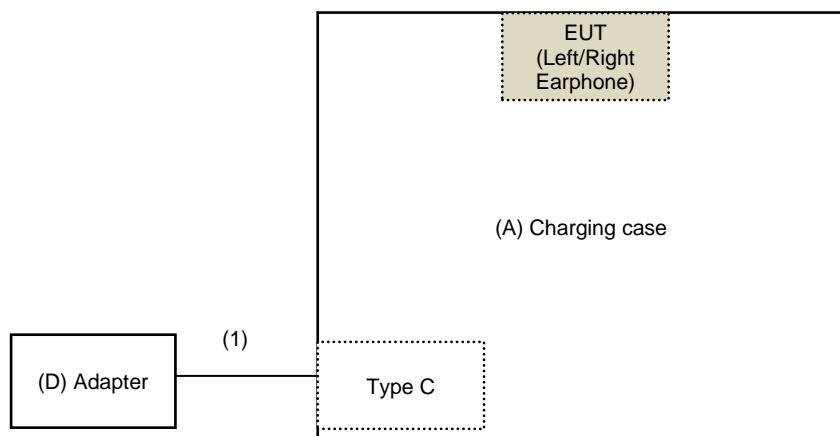 EUT
(Left/Right
Earphone)
(A) Charging case
(1)
(D) Adapter
Type C